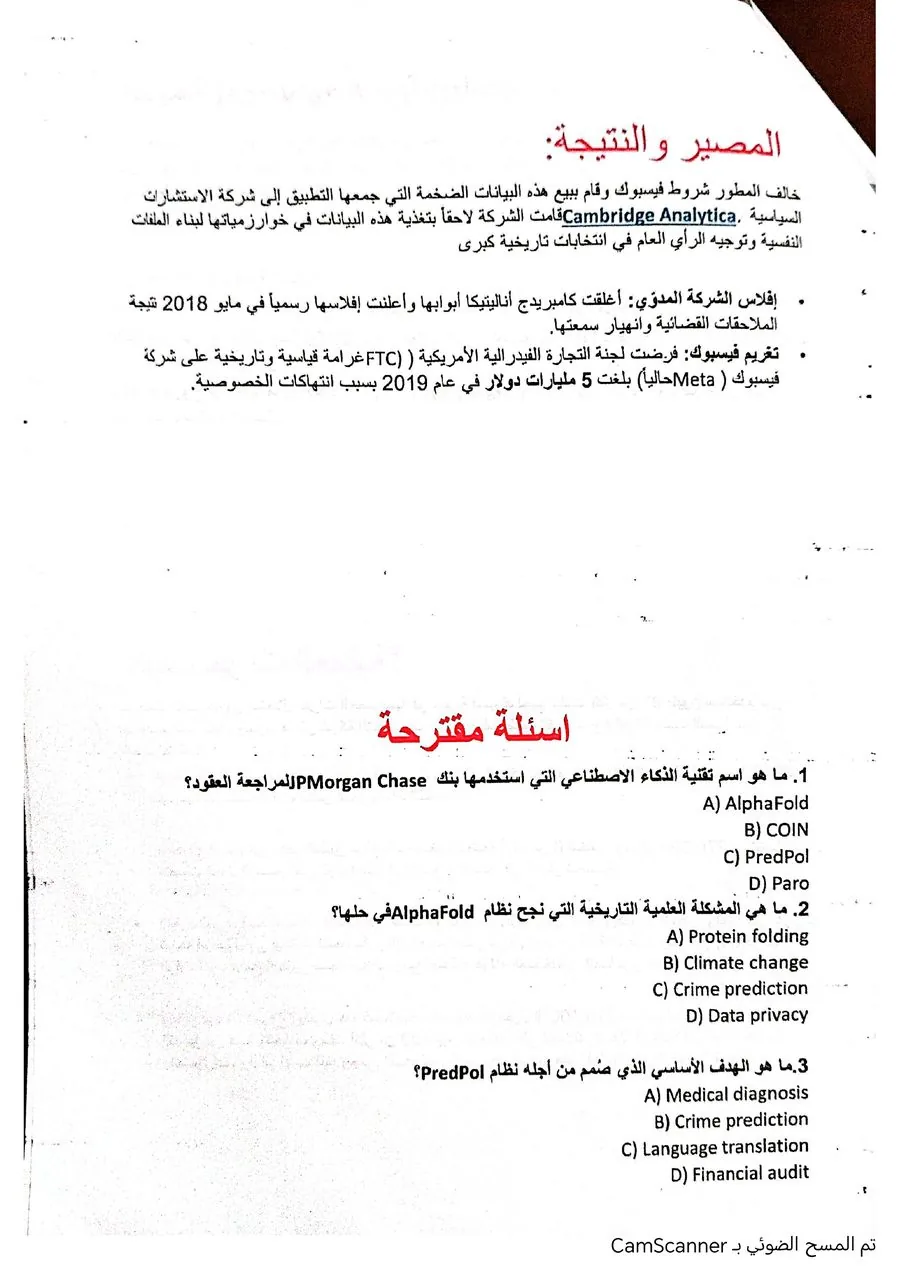 المصير والنتيجة:
خالف المطور شروط فيسبوك وقام ببيع هذه البيانات الضخمة التي جمعها التطبيق إلى شركة الاستشارات
السياسية .Cambridge Analyticaقامت الشركة لاحقاً بتغذية هذه البيانات في خوارزمياتها لبناء الملفات
النفسية وتوجيه الرأي العام في انتخابات تاريخية كبرى
• إفلاس الشركة المدوّي: أغلقت كامبريدج أناليتيكا أبوابها وأعلنت إفلاسها رسمياً في مايو 2018 نتيجة
الملاحقات القضائية وانهيار سمعتها.
• تغريم فيسبوك: فرضت لجنة التجارة الفيدرالية الأمريكية ( (FTCغرامة قياسية وتاريخية على شركة
فيسبوك ( Metaحالياً) بلغت 5 مليارات دولار في عام 2019 بسبب انتهاكات الخصوصية.
اسئلة مقترحة
1. ما هو اسم تقنية الذكاء الاصطناعي التي استخدمها بنك JPMorgan Chaseلمراجعة العقود؟
A) AlphaFold
B) COIN
C) PredPol
D) Paro
2. ما هي المشكلة العلمية التاريخية التي نجح نظام AlphaFoldفي حلها؟
A) Protein folding
B) Climate change
C) Crime prediction
D) Data privacy
3.ما هو الهدف الأساسي الذي صُمم من أجله نظام PredPol؟
A) Medical diagnosis
B) Crime prediction
C) Language translation
D) Financial audit
تم المسح الضوئي بـ CamScanner